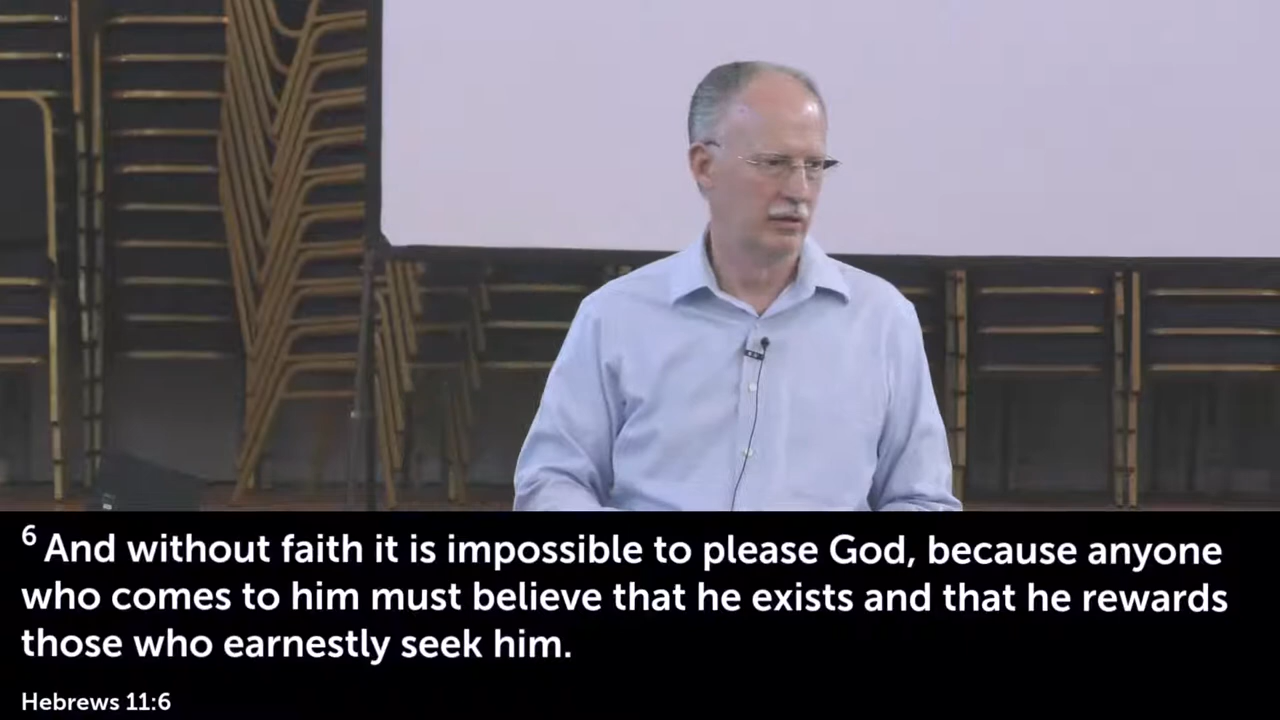 6 And without faith it is impossible to please God, because anyone
who comes to him must believe that he exists and that he rewards
those who earnestly seek him.
Hebrews 11:6